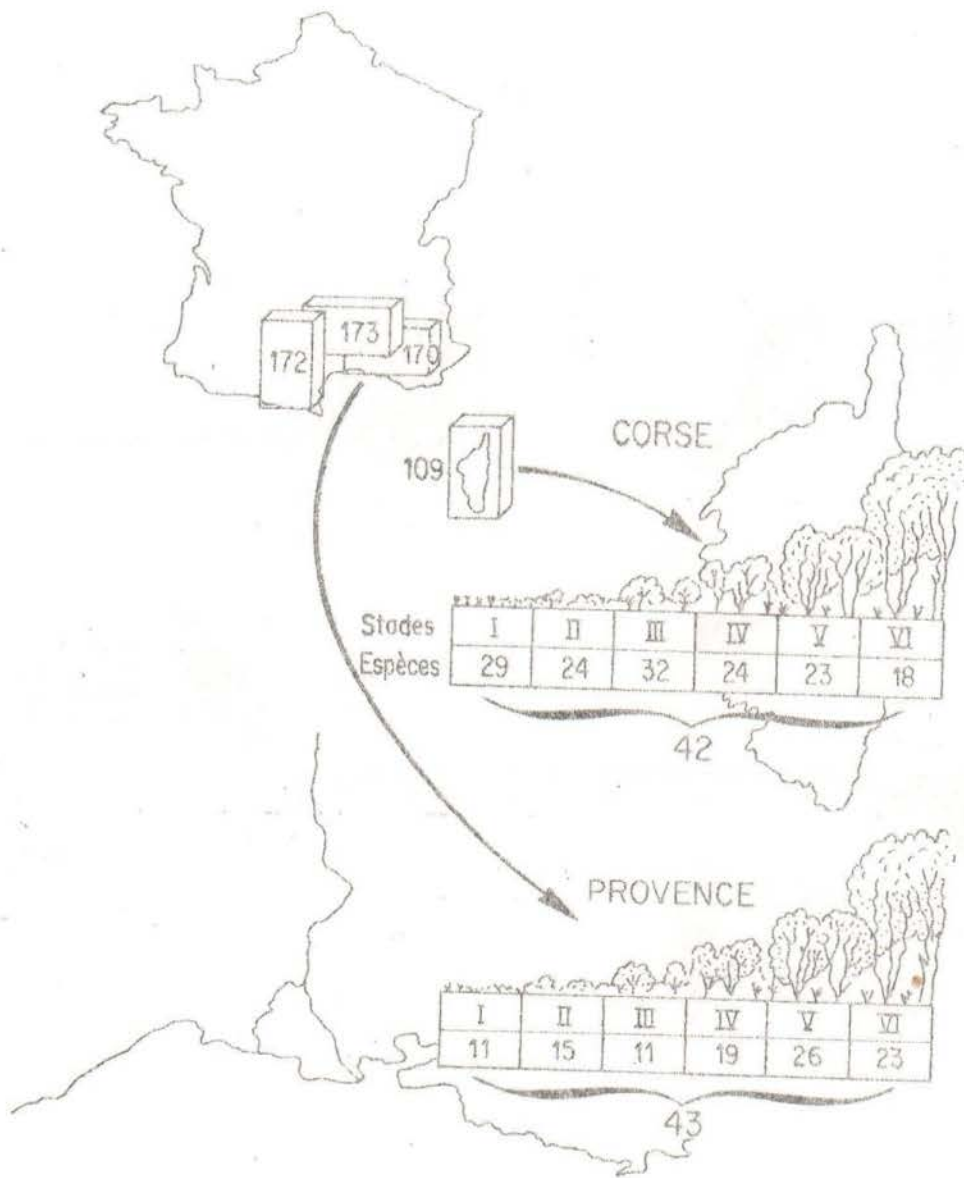 173
172
170
CORSE
109
Stades I II III IV V VI
Espèces 29 24 32 24 23 18
42
PROVENCE
I II III IV V VI
11 15 11 19 26 23
43